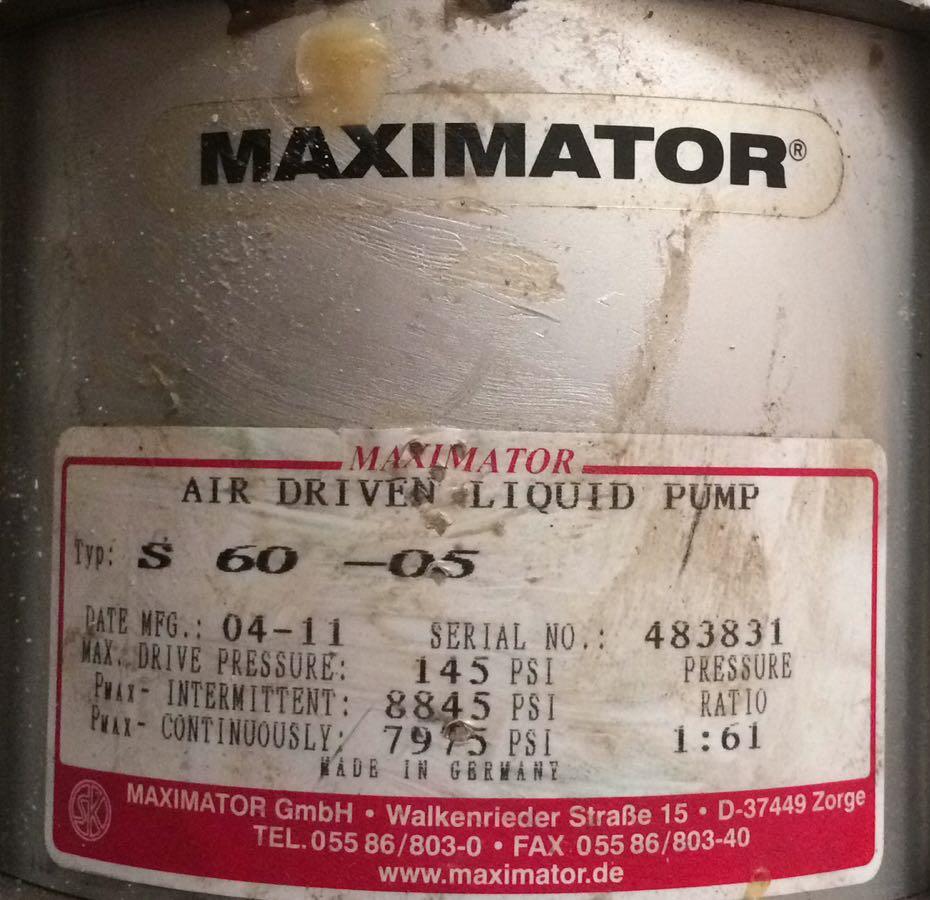 MAXIMATOR®
MAXIMATOR
AIR DRIVEN LIQUID PUMP
Typ: S 60 -05
DATE MFG.: 04-11 SERIAL NO.: 483831
MAX. DRIVE PRESSURE: 145 PSI PRESSURE
PMAX- INTERMITTENT: 8845 PSI RATIO
PMAX- CONTINUOUSLY: 7975 PSI 1:61
MADE IN GERMANY
SK
MAXIMATOR GmbH • Walkenrieder Straße 15 • D-37449 Zorge
TEL. 055 86/803-0 • FAX 055 86/803-40
www.maximator.de